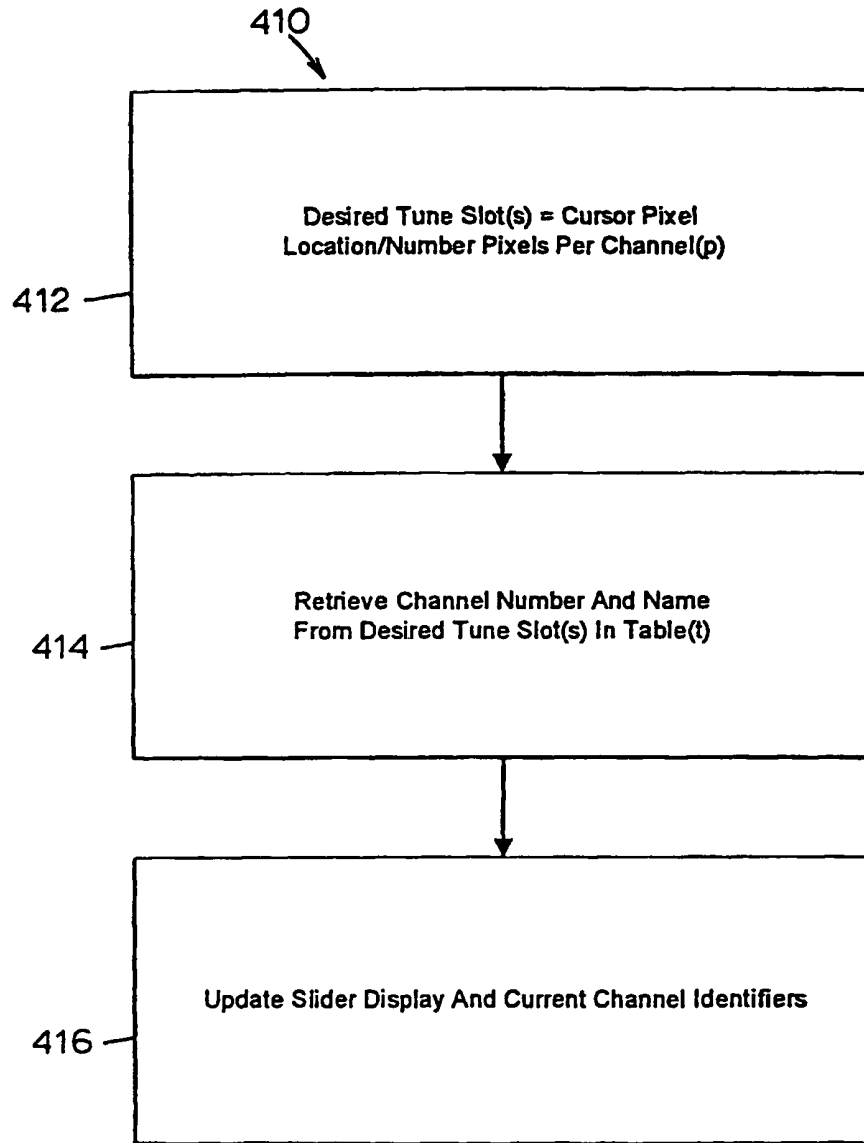 410
Desired Tune Slot(s) = Cursor Pixel
Location/Number Pixels Per Channel(p)
412
Retrieve Channel Number And Name
From Desired Tune Slot(s) In Table(t)
414
Update Slider Display And Current Channel Identifiers
416